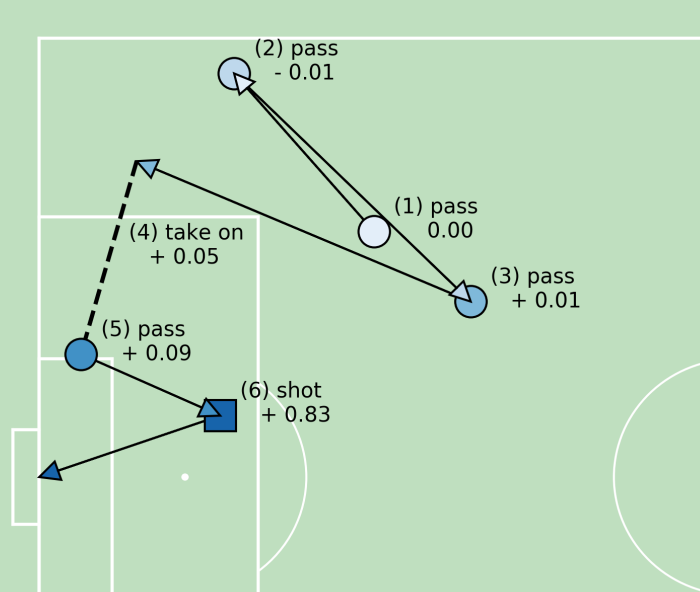 (2) pass
- 0.01
(1) pass
0.00
(4) take on
+ 0.05
(3) pass
+ 0.01
(5) pass
+ 0.09
(6) shot
+ 0.83